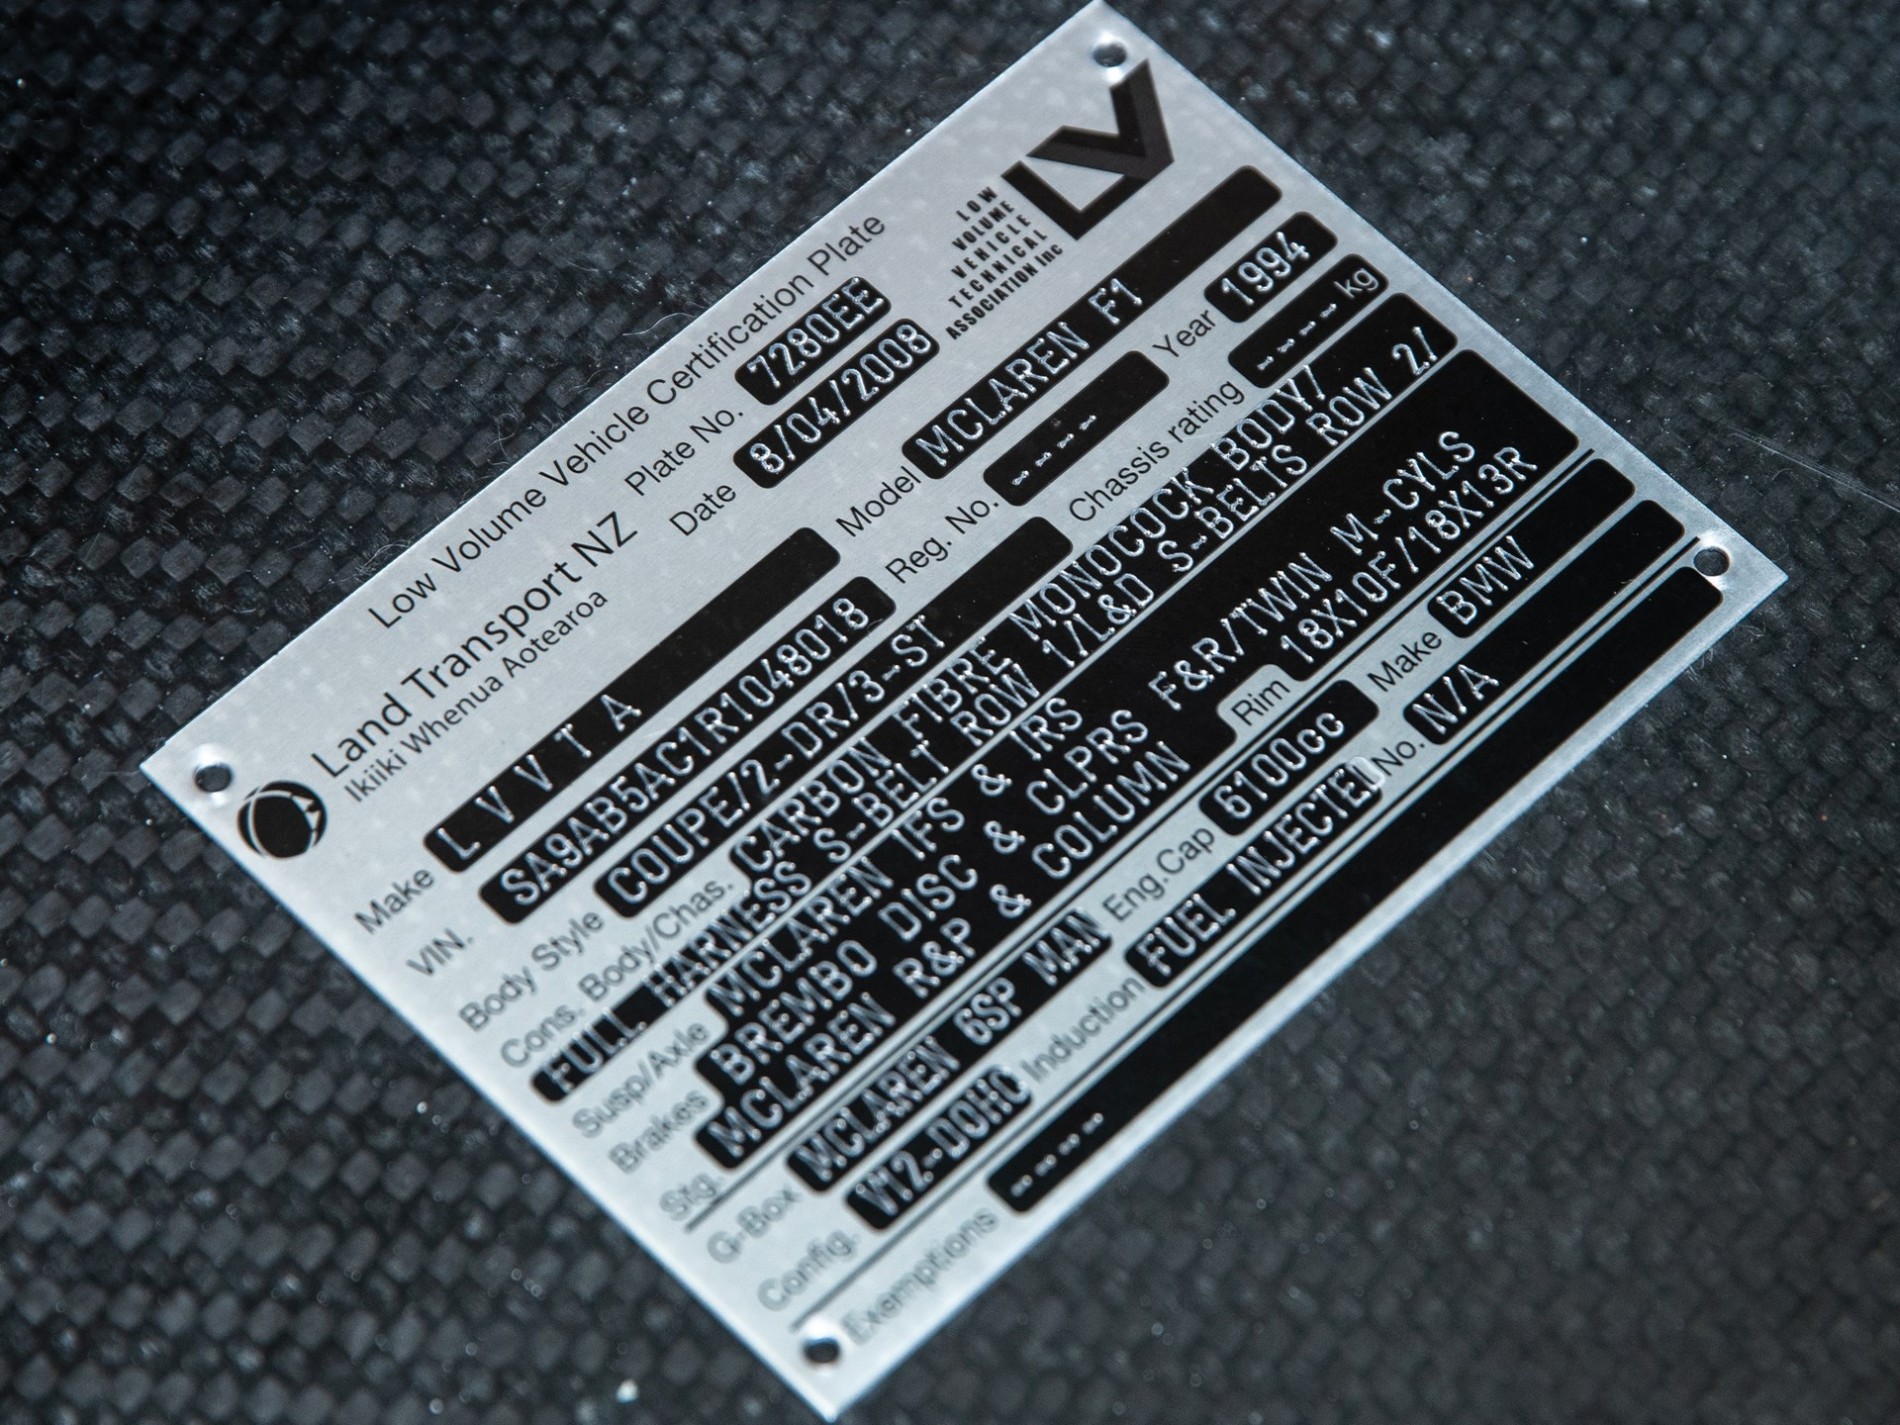 Low Volume Vehicle Certification Plate
Land Transport NZ
Ikiiki Whenua Aotearoa
Plate No. 7280EE
Date 8/04/2008
LV
LOW
VOLUME
VEHICLE
TECHNICAL
ASSOCIATION Inc
Make L V V T A Model MCLAREN F1
VIN. SA9AB5AC1R1048018 Reg. No. ---- Year 1994
Body Style COUPE/2-DR/3-ST Chassis rating ---- kg
Cons. Body/Chas. CARBON FIBRE MONOCOCK BODY/
FULL HARNESS S-BELT ROW 1/L&D S-BELTS ROW 2/
Susp/Axle MCLAREN IFS & IRS
Brakes BREMBO DISC & CLPRS F&R/TWIN M-CYLS
Stg. MCLAREN R&P & COLUMN Rim 18X10F/18X13R
G-Box MCLAREN 6SP MAN Eng.Cap 6100cc Make BMW
Config. V12-DOHC Induction FUEL INJECTED No. N/A
Exemptions -----